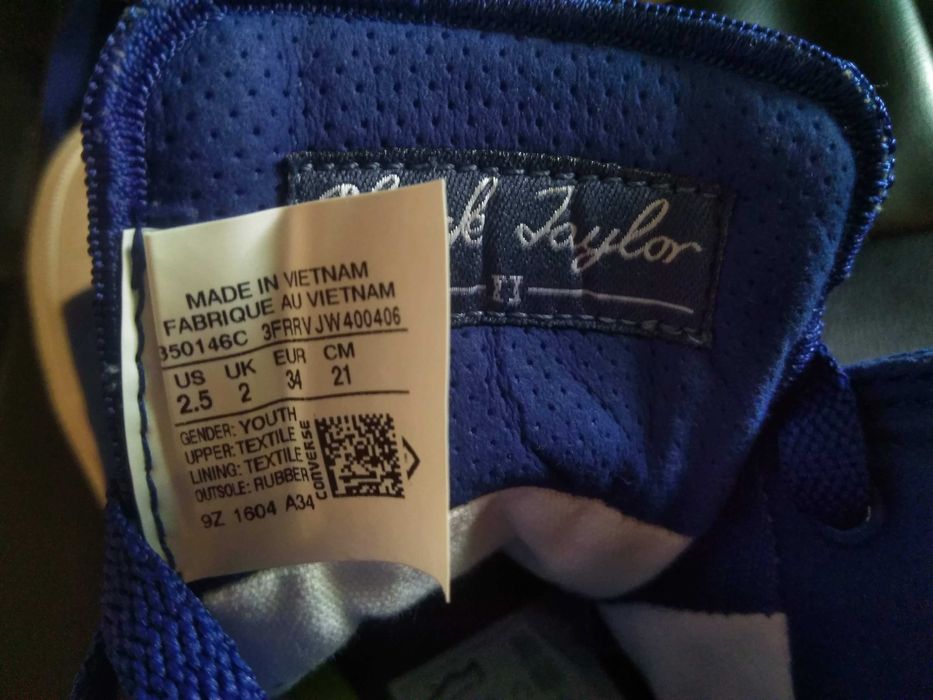 Taylor
II
MADE IN VIETNAM
FABRIQUE AU VIETNAM
350146C 3FRRVJW400406
US UK EUR CM
2.5 2 34 21
GENDER: YOUTH
UPPER: TEXTILE
LINING: TEXTILE
OUTSOLE: RUBBER
CONVERSE
9Z 1604 A34